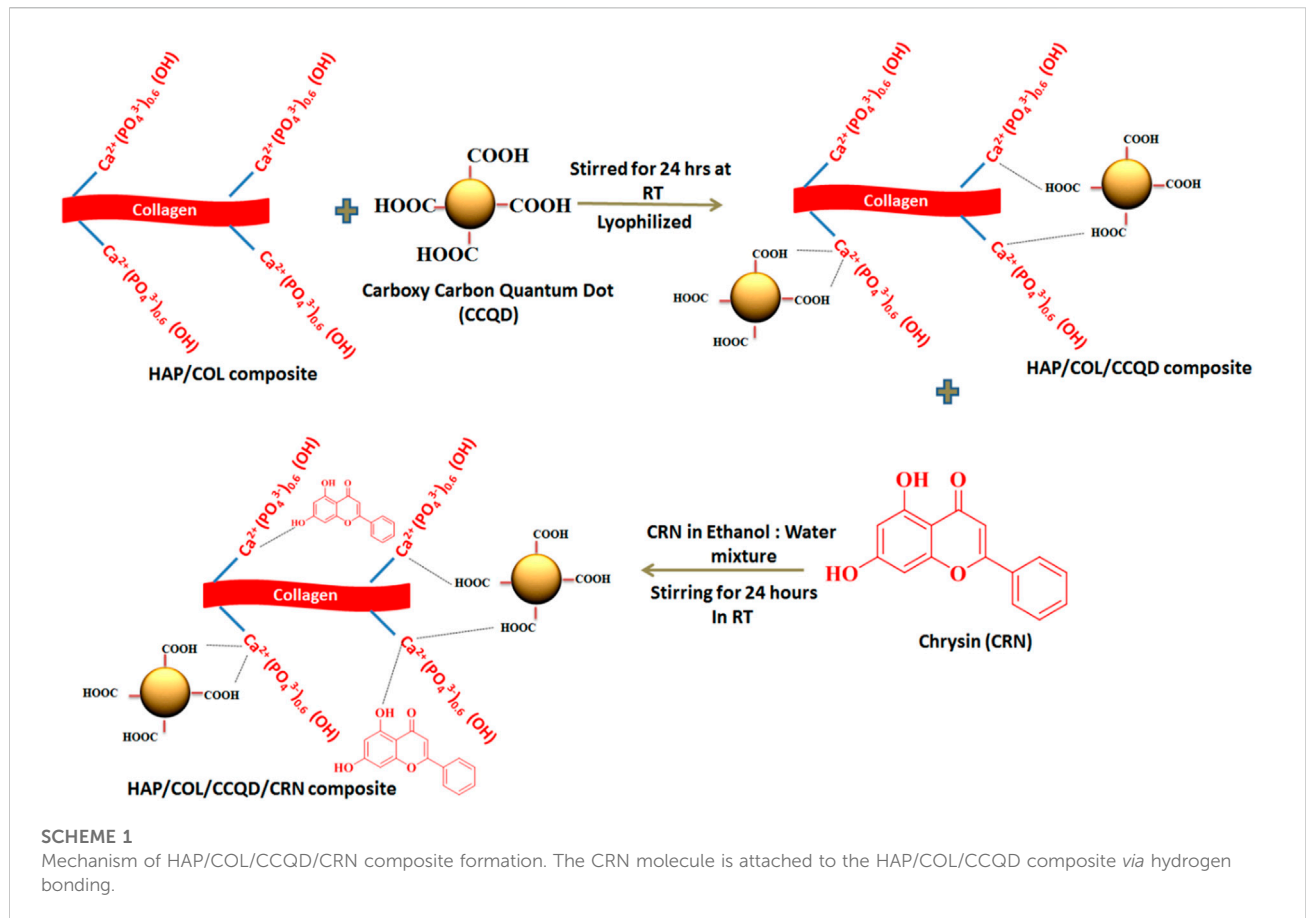 Ca²⁺(PO₄³⁻)₀.₆ (OH)
Ca²⁺(PO₄³⁻)₀.₆ (OH)
Collagen
Ca²⁺(PO₄³⁻)₀.₆ (OH)
Ca²⁺(PO₄³⁻)₀.₆ (OH)
HAP/COL composite
COOH
HOOC
COOH
HOOC
Carboxy Carbon Quantum Dot
(CCQD)
Stirred for 24 hrs at
RT
Lyophilized
Ca²⁺(PO₄³⁻)₀.₆ (OH)
Ca²⁺(PO₄³⁻)₀.₆ (OH)
Collagen
Ca²⁺(PO₄³⁻)₀.₆ (OH)
Ca²⁺(PO₄³⁻)₀.₆ (OH)
COOH
HOOC
COOH
HOOC
COOH
HOOC
COOH
HOOC
HAP/COL/CCQD composite
OH
O
HO
O
Chrysin (CRN)
CRN in Ethanol : Water
mixture
Stirring for 24 hours
In RT
Ca²⁺(PO₄³⁻)₀.₆ (OH)
Ca²⁺(PO₄³⁻)₀.₆ (OH)
OH
O
HO
O
Collagen
COOH
HOOC
COOH
HOOC
Ca²⁺(PO₄³⁻)₀.₆ (OH)
Ca²⁺(PO₄³⁻)₀.₆ (OH)
COOH
HOOC
COOH
HOOC
OH
O
HO
O
HAP/COL/CCQD/CRN composite
SCHEME 1
Mechanism of HAP/COL/CCQD/CRN composite formation. The CRN molecule is attached to the HAP/COL/CCQD composite via hydrogen
bonding.